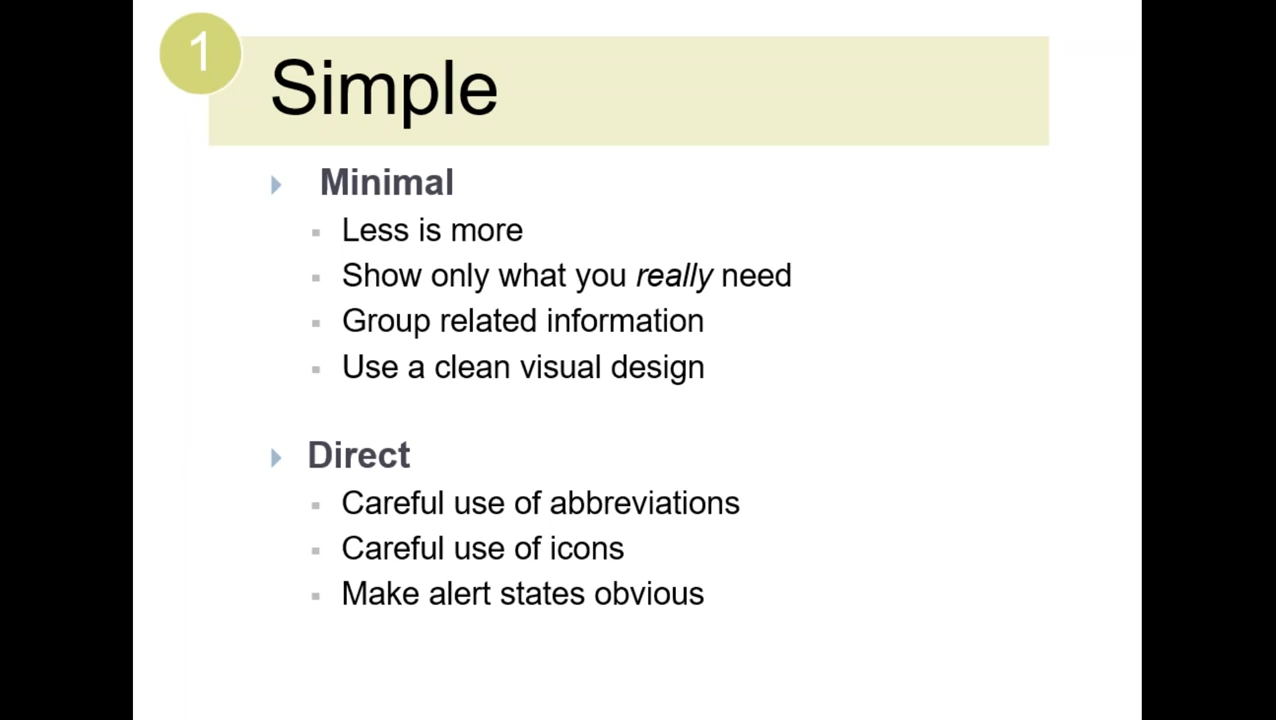 1
Simple
Minimal
Less is more
Show only what you really need
Group related information
Use a clean visual design
Direct
Careful use of abbreviations
Careful use of icons
Make alert states obvious